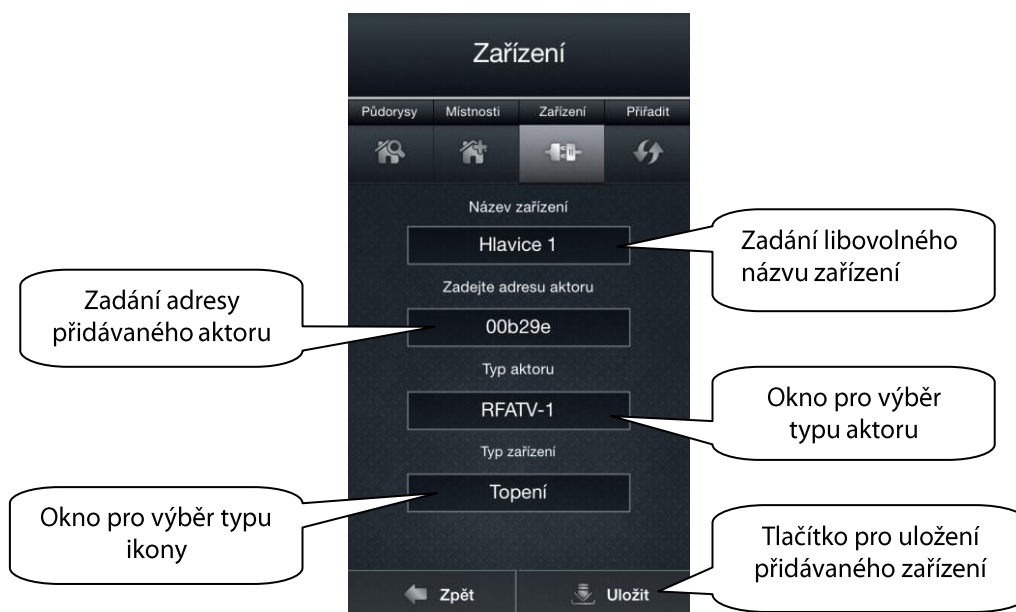 Zařízení
Půdorysy Místnosti Zařízení Přiřadit
Název zařízení
Hlavice 1
Zadání libovolného
názvu zařízení
Zadejte adresu aktoru
00b29e
Zadání adresy
přidávaného aktoru
Typ aktoru
RFATV-1
Okno pro výběr
typu aktoru
Typ zařízení
Topení
Okno pro výběr typu
ikony
Tlačítko pro uložení
přidávaného zařízení
Zpět Uložit